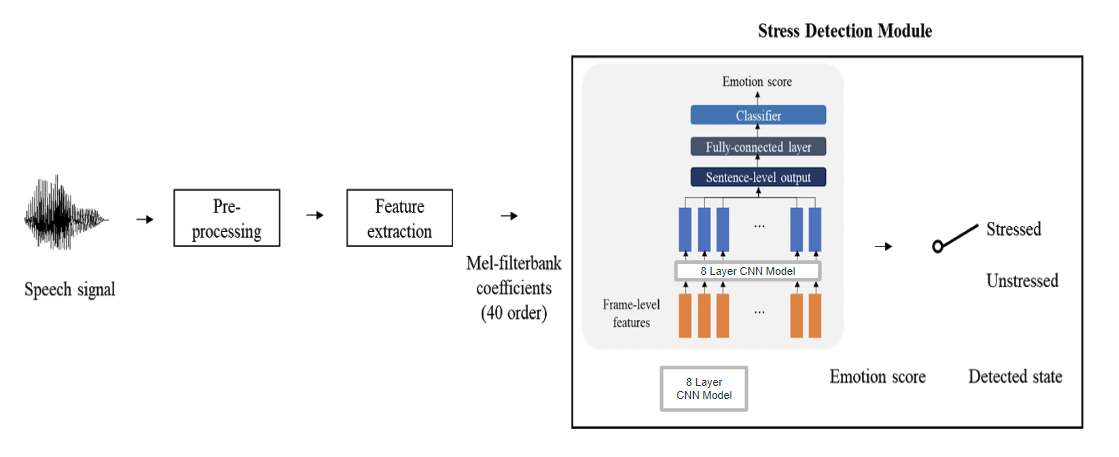 Stress Detection Module
Emotion score
Classifier
Fully-connected layer
Sentence-level output
...
8 Layer CNN Model
Frame-level
features
...
8 Layer
CNN Model
Speech signal
Pre-
processing
Feature
extraction
Mel-filterbank
coefficients
(40 order)
Stressed
Unstressed
Emotion score
Detected state